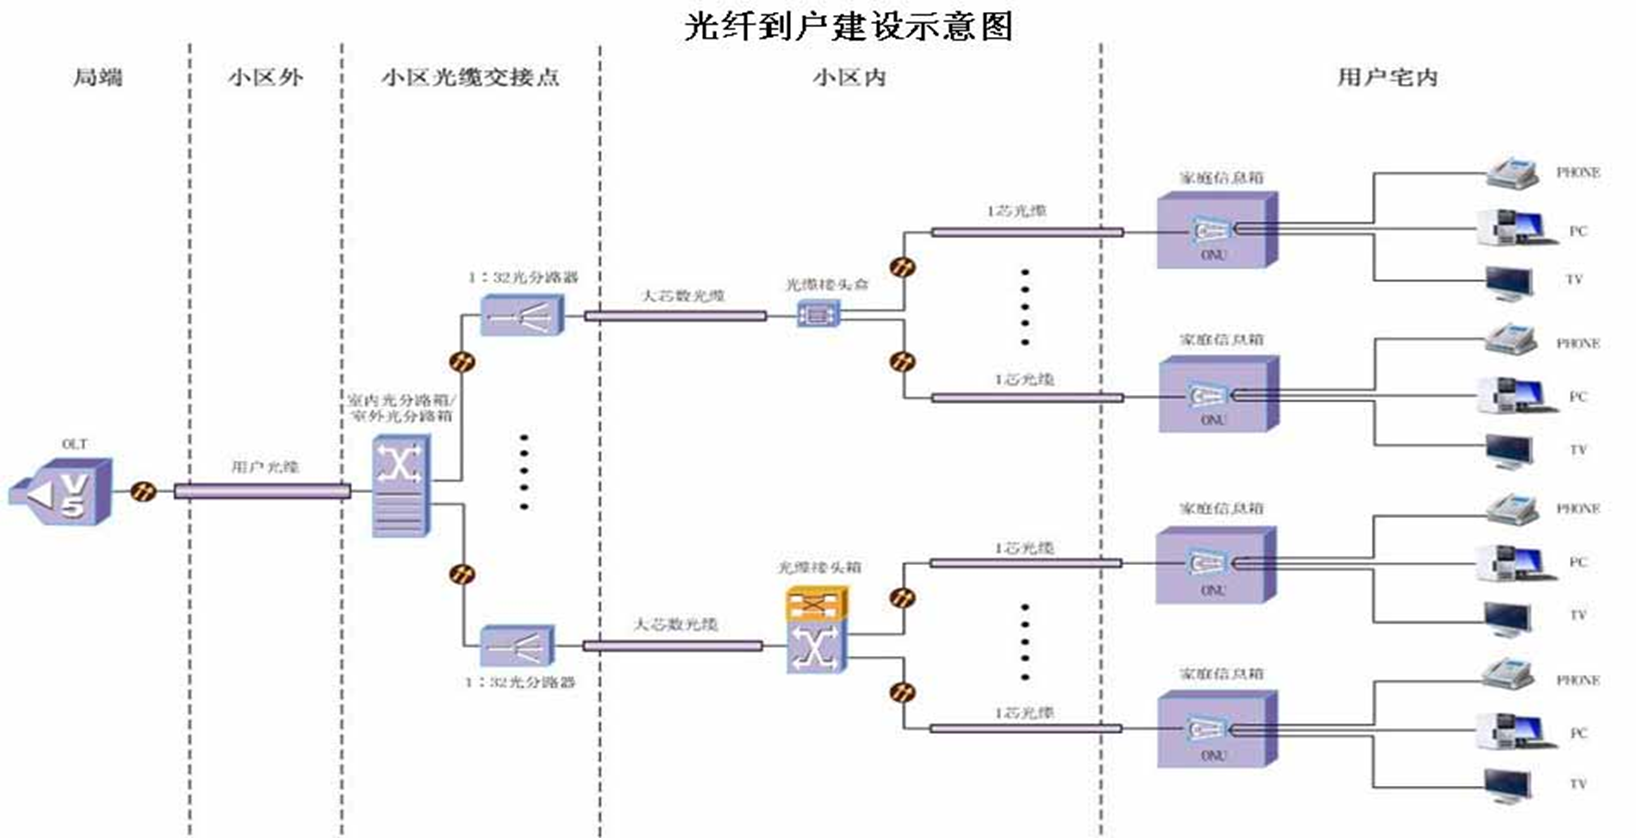 光纤到户建设示意图
局端
小区外
小区光缆交接点
小区内
用户宅内
OLT
V5
用户光缆
室内光分路箱/
室外光分路箱
1：32光分路器
大芯数光缆
光缆接头盒
1芯光缆
1芯光缆
家庭信息箱
ONU
PHONE
PC
TV
家庭信息箱
ONU
PHONE
PC
TV
1：32光分路器
大芯数光缆
光缆接头箱
1芯光缆
1芯光缆
家庭信息箱
ONU
PHONE
PC
TV
家庭信息箱
ONU
PHONE
PC
TV